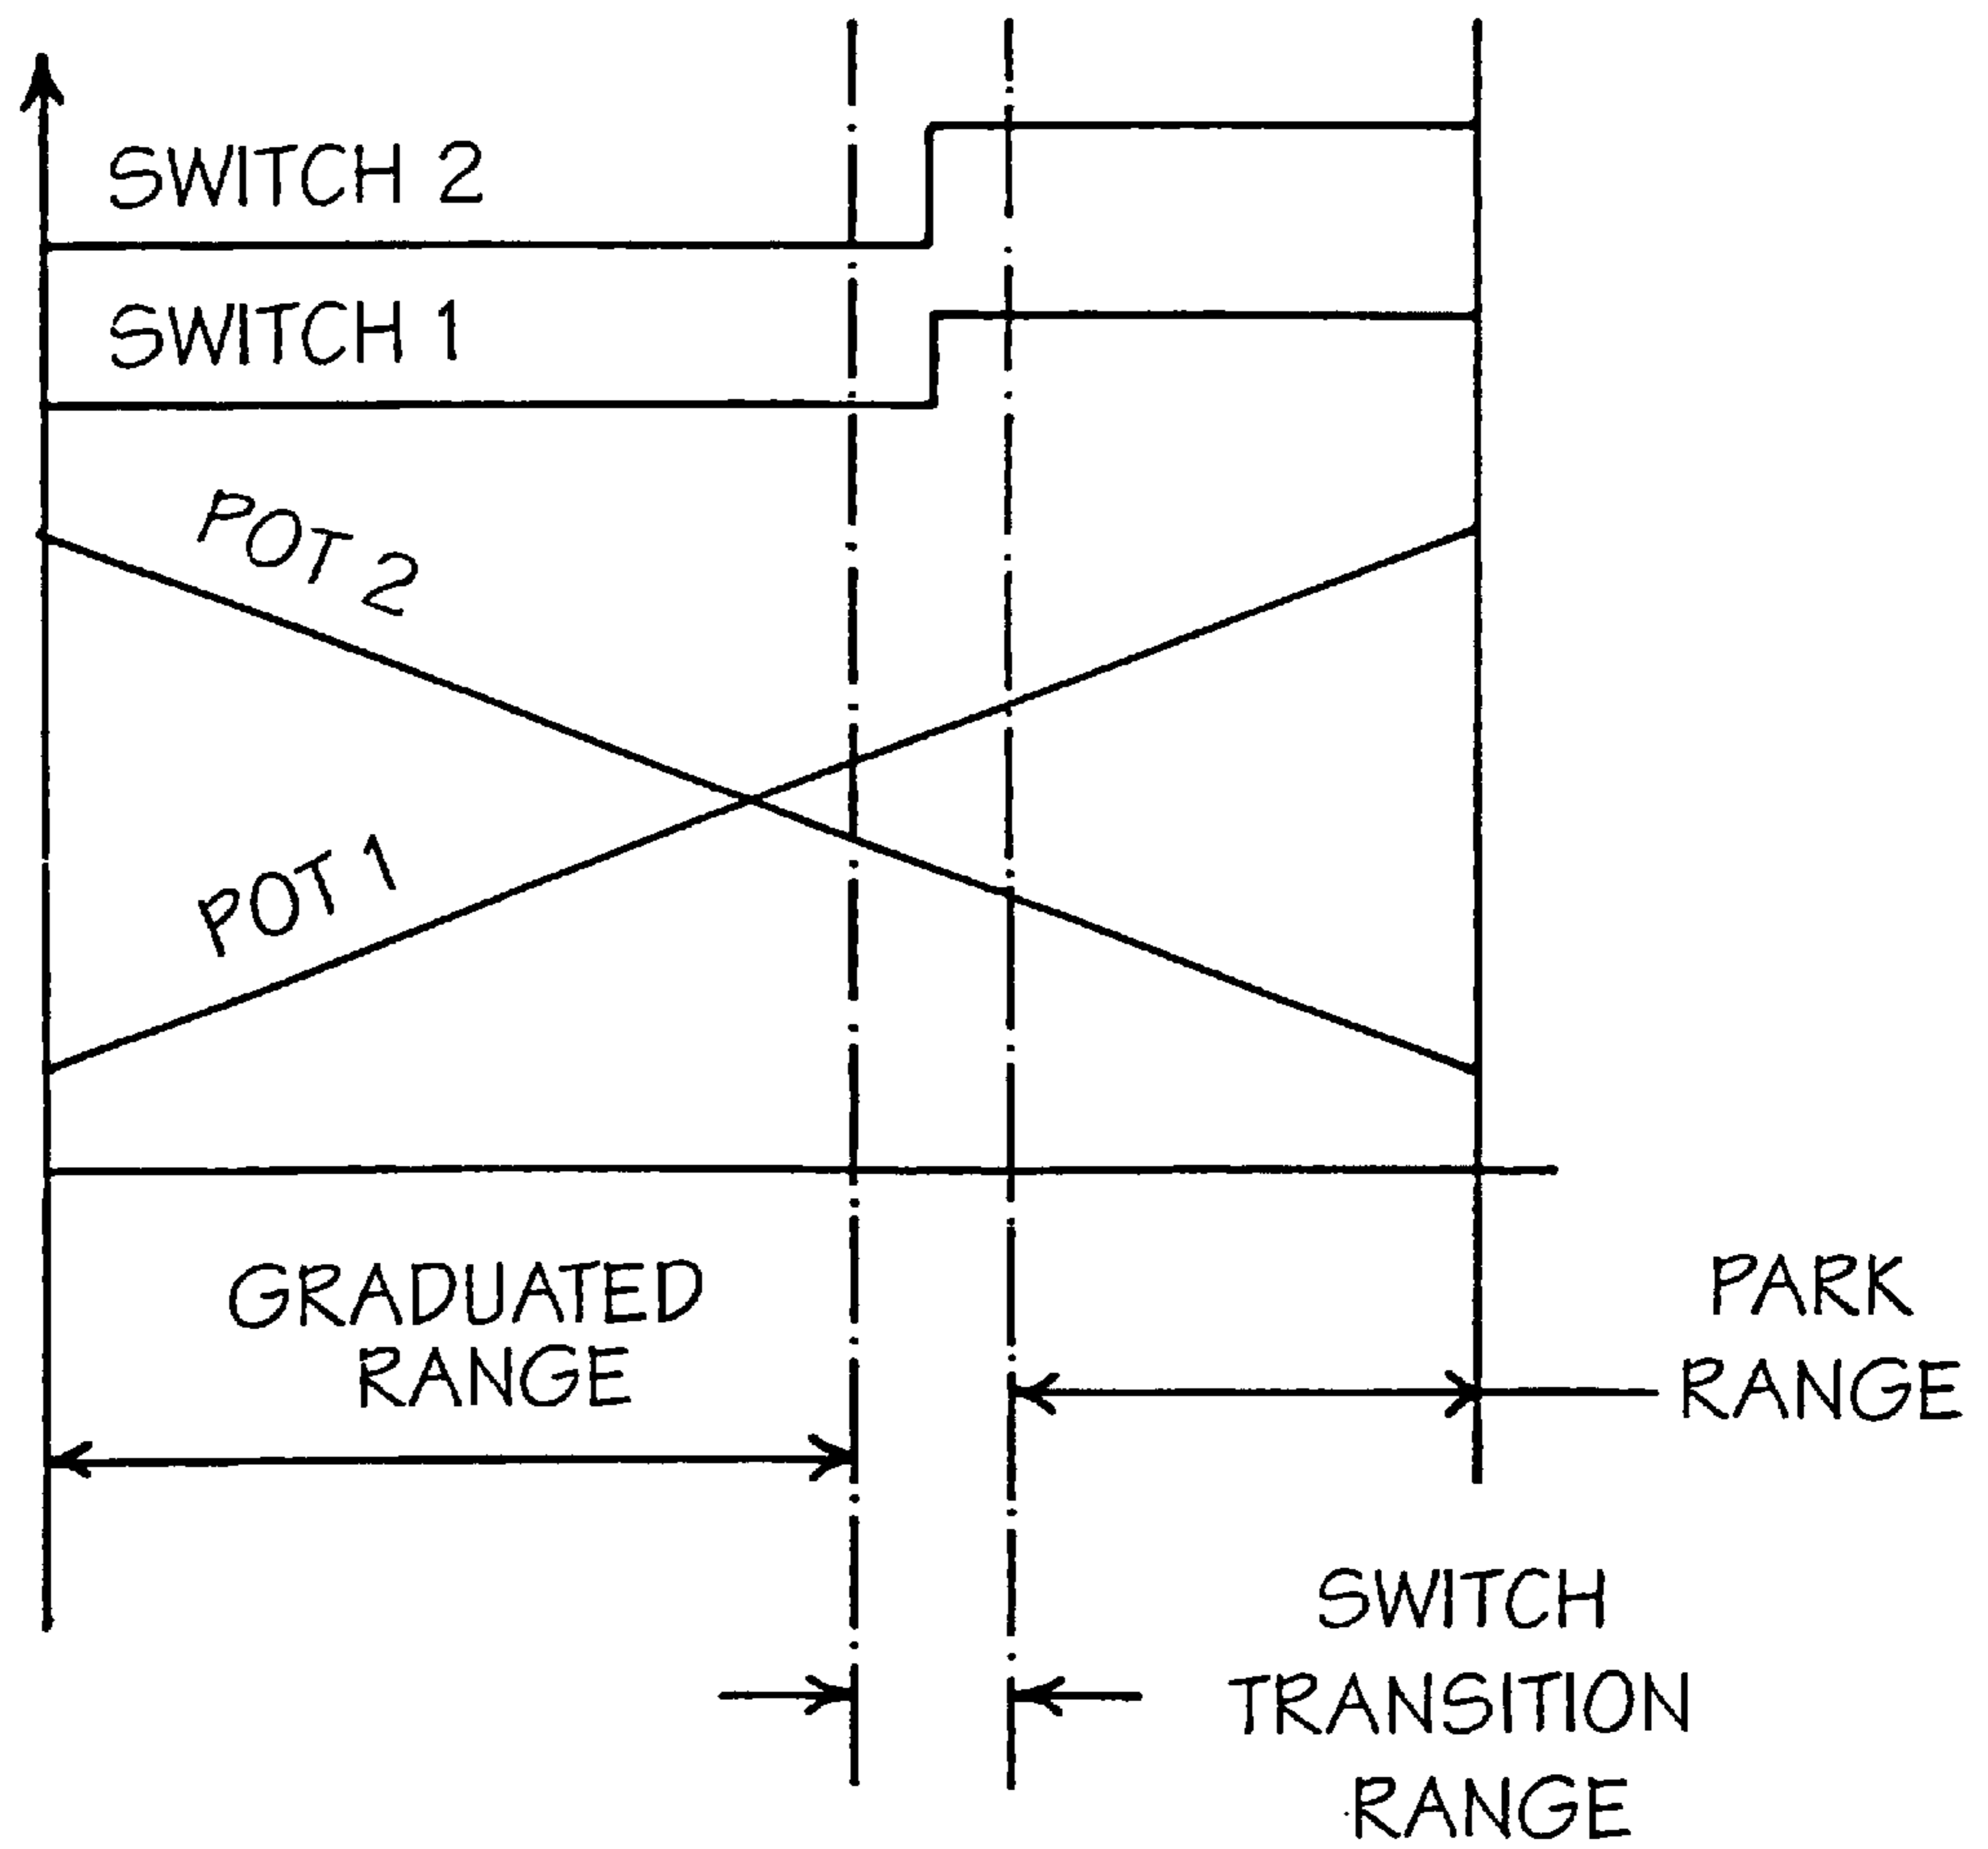 SWITCH 2
SWITCH 1
POT 2
POT 1
GRADUATED
RANGE
PARK
RANGE
SWITCH
TRANSITION
RANGE